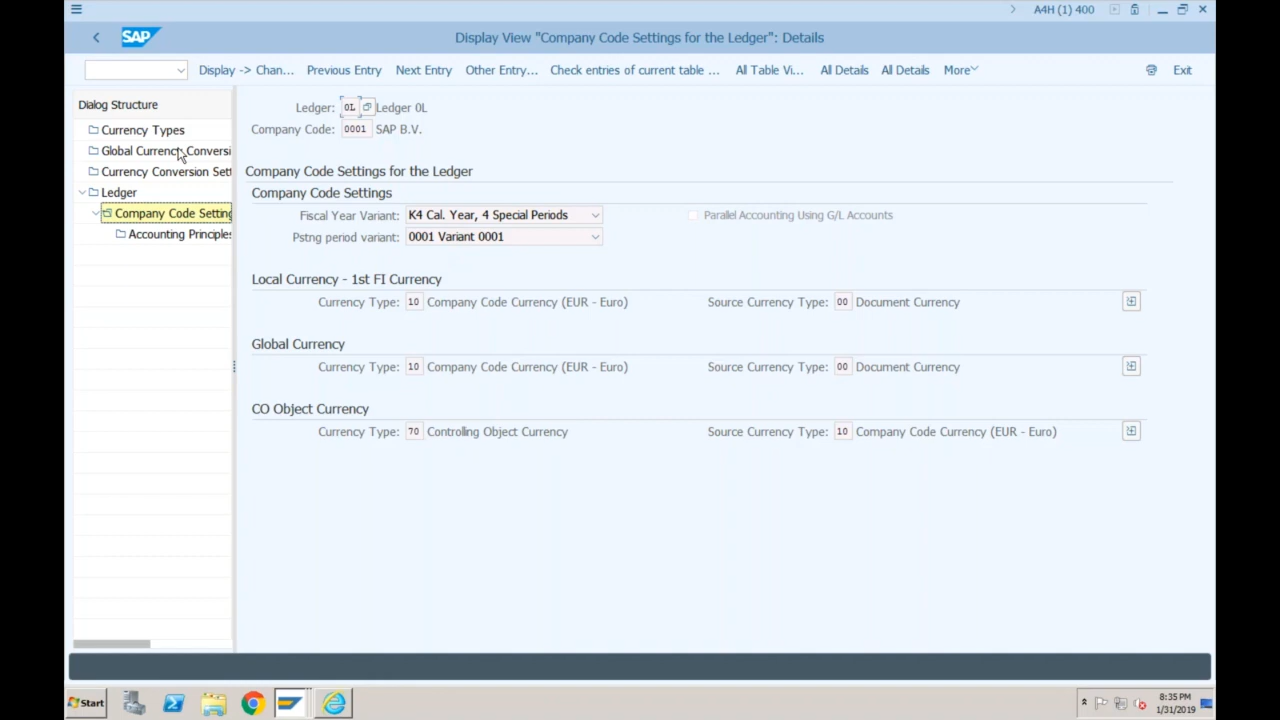 A4H (1) 400
SAP
Display View "Company Code Settings for the Ledger": Details
Display -> Chan... Previous Entry Next Entry Other Entry... Check entries of current table ... All Table Vi... All Details All Details More Exit
Dialog Structure
Currency Types
Global Currency Conversi
Currency Conversion Sett
Ledger
Company Code Setting
Accounting Principles
Ledger: 0L Ledger 0L
Company Code: 0001 SAP B.V.
Company Code Settings for the Ledger
Company Code Settings
Fiscal Year Variant: K4 Cal. Year, 4 Special Periods Parallel Accounting Using G/L Accounts
Pstng period variant: 0001 Variant 0001
Local Currency - 1st FI Currency
Currency Type: 10 Company Code Currency (EUR - Euro) Source Currency Type: 00 Document Currency
Global Currency
Currency Type: 10 Company Code Currency (EUR - Euro) Source Currency Type: 00 Document Currency
CO Object Currency
Currency Type: 70 Controling Object Currency Source Currency Type: 10 Company Code Currency (EUR - Euro)
Start
8:35 PM
1/31/2019